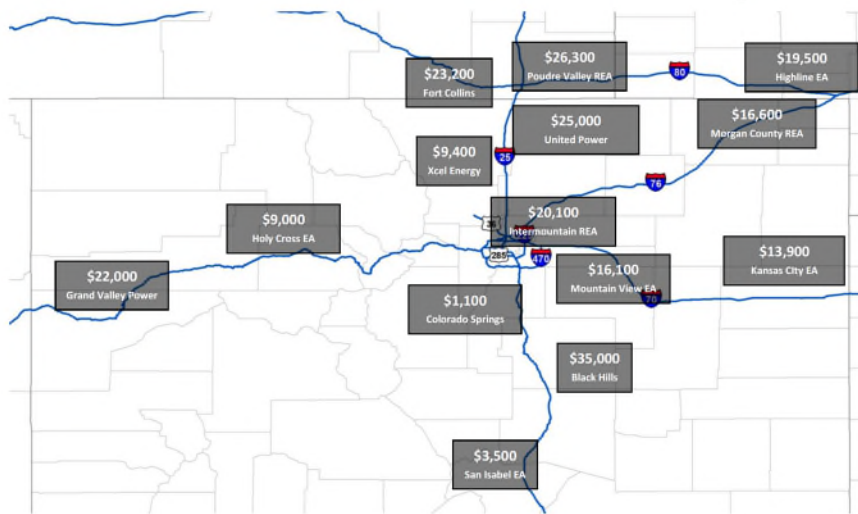 $26,300
Poudre Valley REA
$19,500
Highline EA
$23,200
Fort Collins
80
$16,600
Morgan County REA
$25,000
United Power
$9,400
Xcel Energy
25
76
$20,100
Intermountain REA
$9,000
Holy Cross EA
285
470
$13,900
Kansas City EA
$22,000
Grand Valley Power
$16,100
Mountain View EA
70
$1,100
Colorado Springs
$35,000
Black Hills
$3,500
San Isabel EA